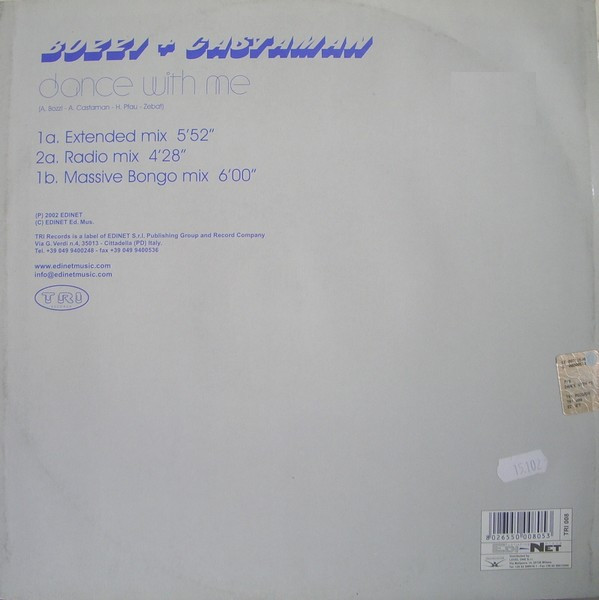 BOZZI + CASTAMAN
dance with me
(A. Bozzi - A. Castaman - H. Pfau - Zebaf)
1a. Extended mix 5'52"
2a. Radio mix 4'28"
1b. Massive Bongo mix 6'00"
(P) 2002 EDINET
(C) EDINET Ed. Mus.
TRI Records is a label of EDINET S.r.l. Publishing Group and Record Company
Via G. Verdi n.4, 35013 - Cittadella (PD) Italy.
Tel. +39 049 9400248 - fax +39 049 9400536
www.edinetmusic.com
info@edinetmusic.com
TRI
TRI 008
8026550008053
EDI-NET